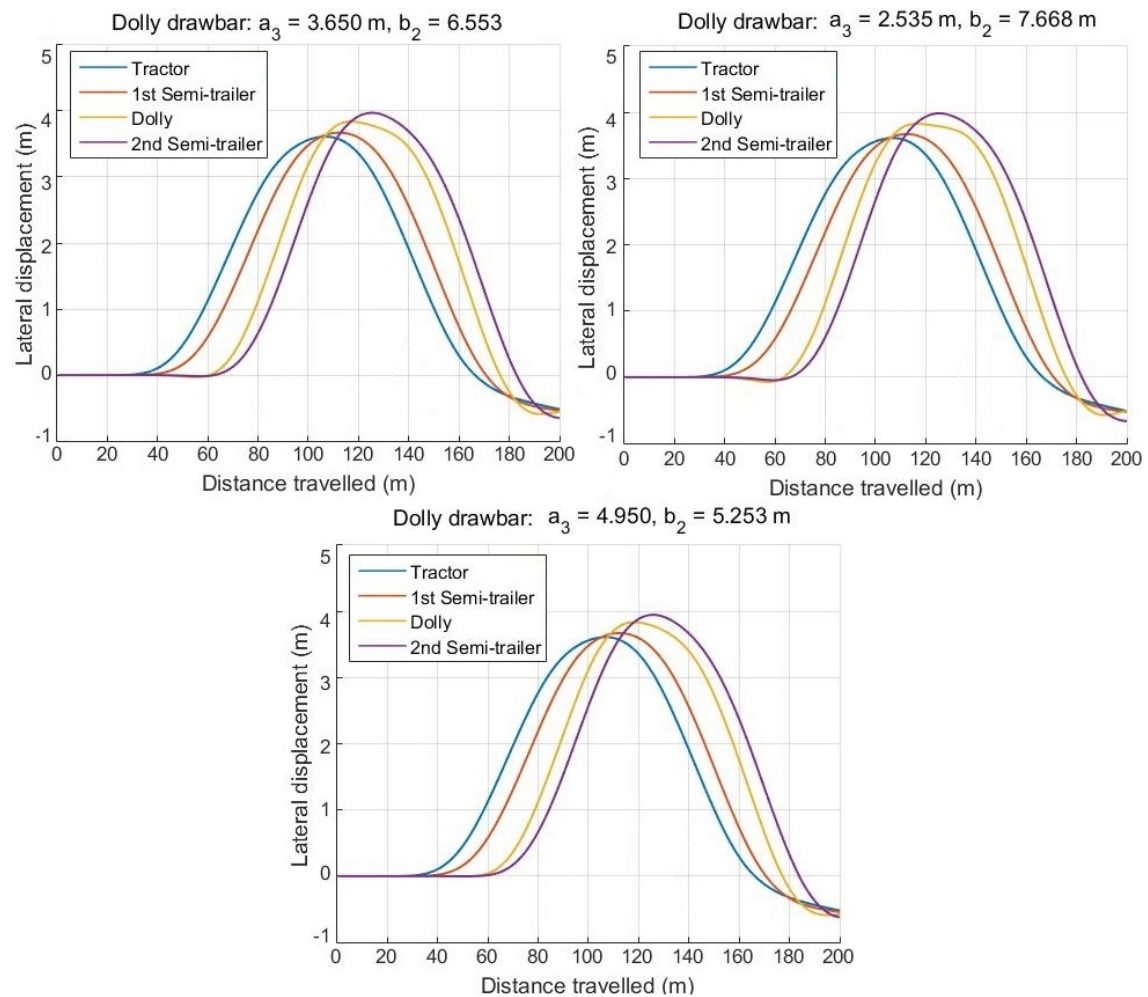 Dolly drawbar: a3 = 3.650 m, b2 = 6.553
5
4
3
2
1
0
-1
Lateral displacement (m)
Tractor
1st Semi-trailer
Dolly
2nd Semi-trailer
0 20 40 60 80 100 120 140 160 180 200
Distance travelled (m)
Dolly drawbar: a3 = 2.535 m, b2 = 7.668 m
5
4
3
2
1
0
-1
Lateral displacement (m)
Tractor
1st Semi-trailer
Dolly
2nd Semi-trailer
0 20 40 60 80 100 120 140 160 180 200
Distance travelled (m)
Dolly drawbar: a3 = 4.950, b2 = 5.253 m
5
4
3
2
1
0
-1
Lateral displacement (m)
Tractor
1st Semi-trailer
Dolly
2nd Semi-trailer
0 20 40 60 80 100 120 140 160 180 200
Distance travelled (m)